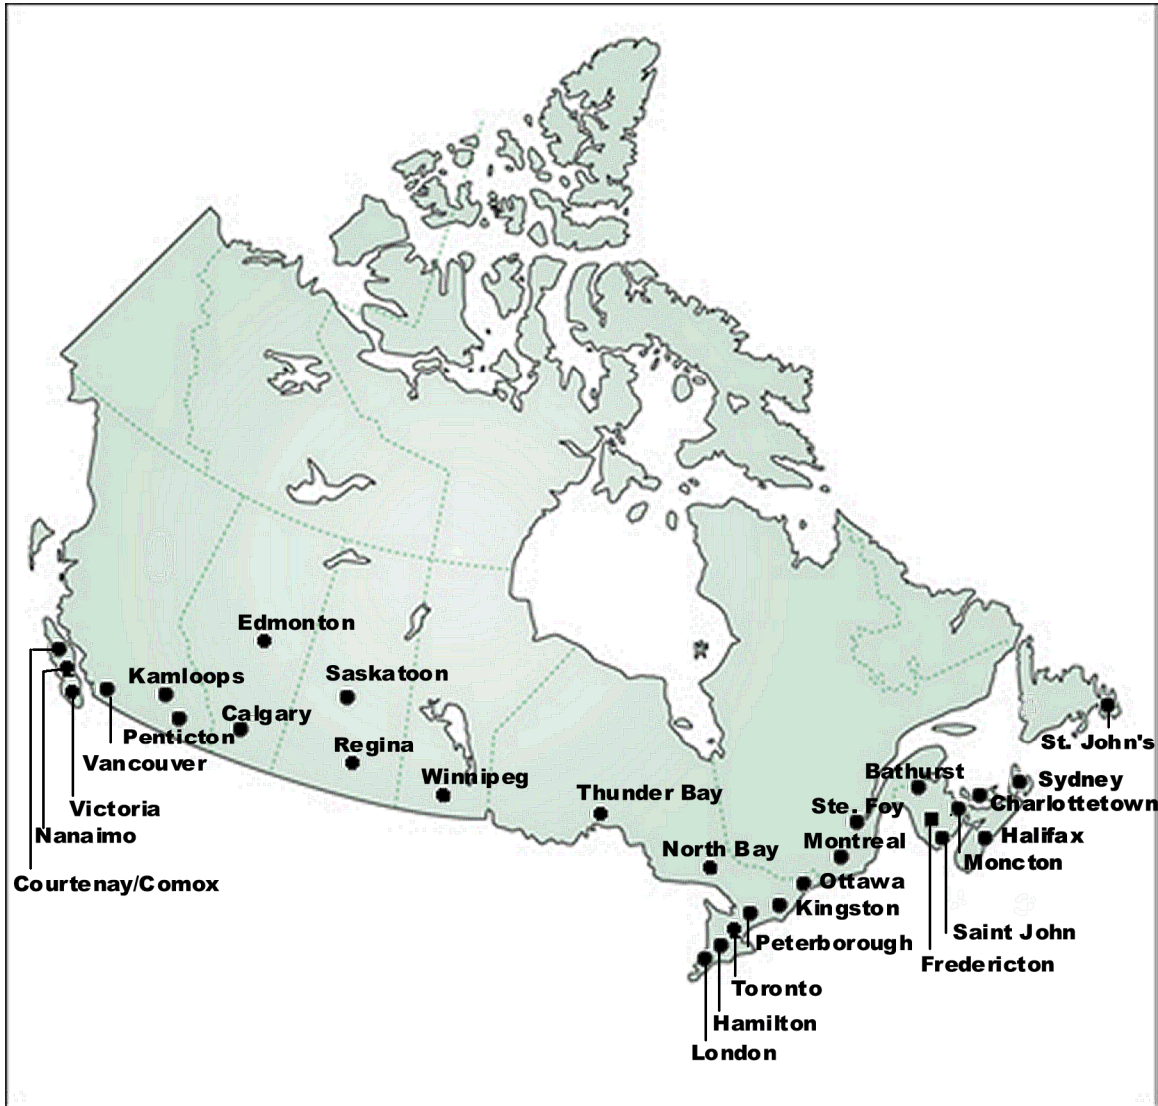 Edmonton
Kamloops
Saskatoon
Calgary
Penticton
Regina
Vancouver
Winnipeg
Victoria
Nanaimo
Courtenay/Comox
Thunder Bay
North Bay
St. John's
Bathurst
Sydney
Charlottetown
Ste. Foy
Halifax
Montreal
Moncton
Ottawa
Kingston
Saint John
Peterborough
Fredericton
Toronto
Hamilton
London